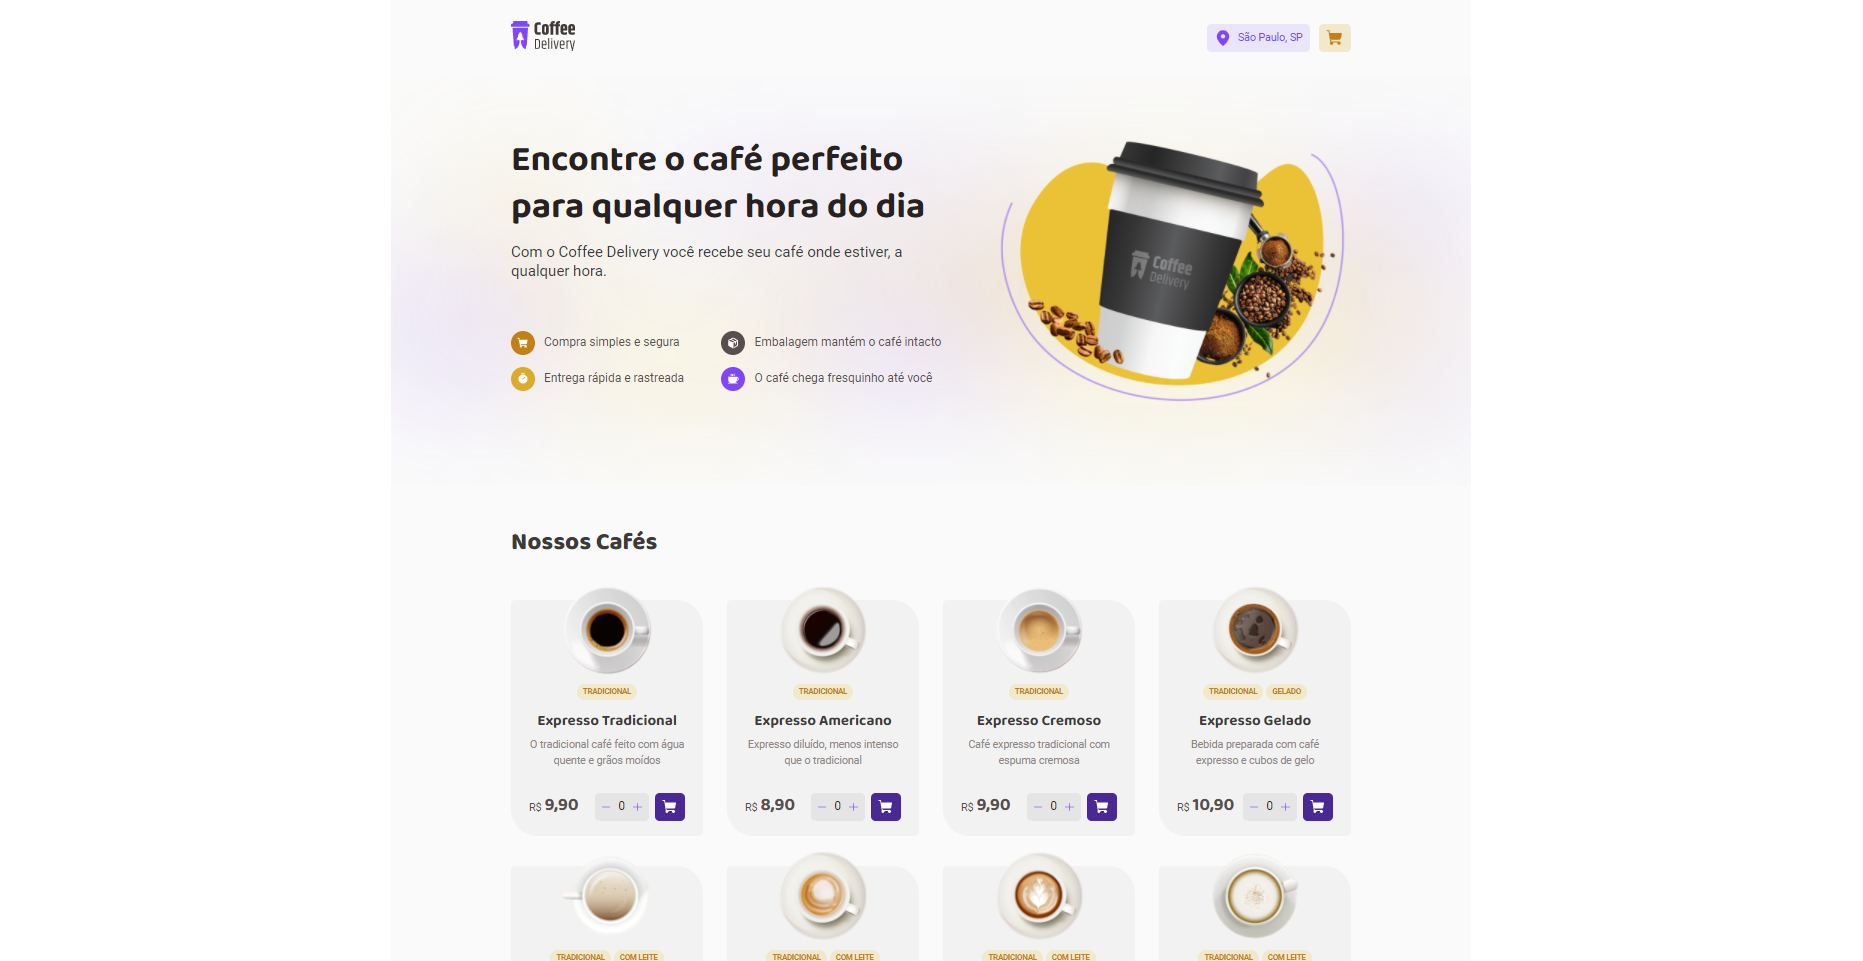 Coffee
Delivery
São Paulo, SP
Encontre o café perfeito
para qualquer hora do dia
Com o Coffee Delivery você recebe seu café onde estiver, a
qualquer hora.
Compra simples e segura
Embalagem mantém o café intacto
Entrega rápida e rastreada
O café chega fresquinho até você
Coffee
Delivery
Nossos Cafés
TRADICIONAL
Expresso Tradicional
O tradicional café feito com água
quente e grãos moídos
R$ 9,90
0
TRADICIONAL
Expresso Americano
Expresso diluído, menos intenso
que o tradicional
R$ 8,90
0
TRADICIONAL
Expresso Cremoso
Café expresso tradicional com
espuma cremosa
R$ 9,90
0
TRADICIONAL GELADO
Expresso Gelado
Bebida preparada com café
expresso e cubos de gelo
R$ 10,90
0
TRADICIONAL COM LEITE
TRADICIONAL COM LEITE
TRADICIONAL COM LEITE
TRADICIONAL COM LEITE